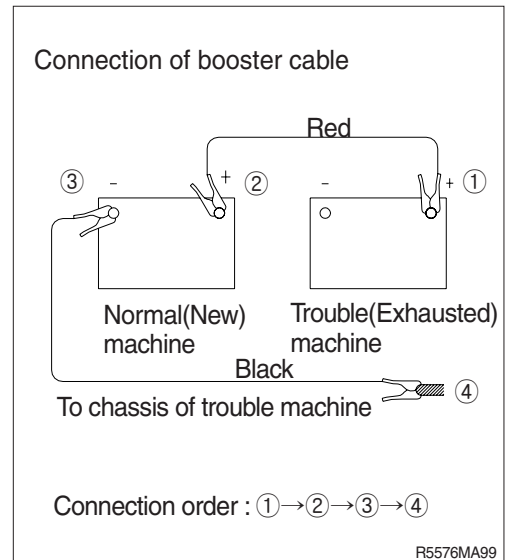 Connection of booster cable
Red
③ - + ② - + ①
Normal(New)
machine
Trouble(Exhausted)
machine
Black
To chassis of trouble machine
④
Connection order : ①→②→③→④
R5576MA99